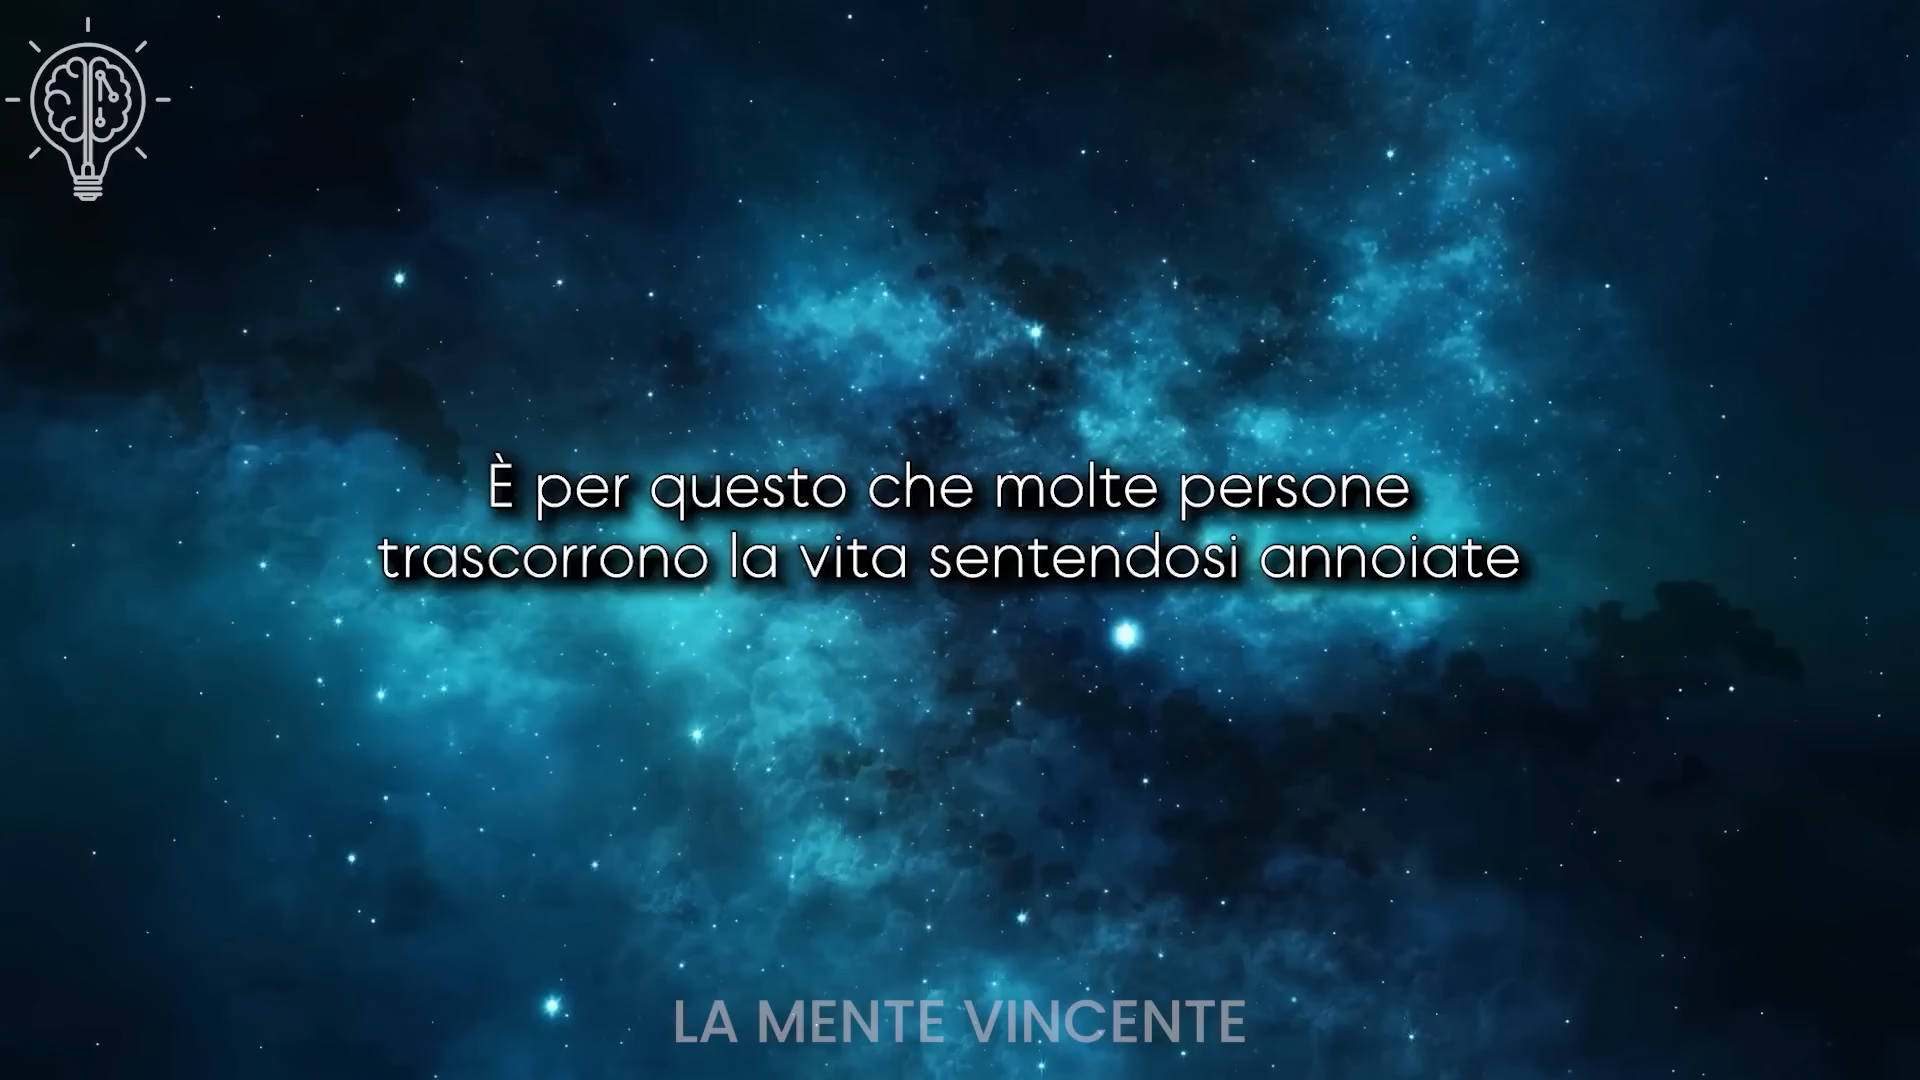 È per questo che molte persone
trascorrono la vita sentendosi annoiate
LA MENTE VINCENTE